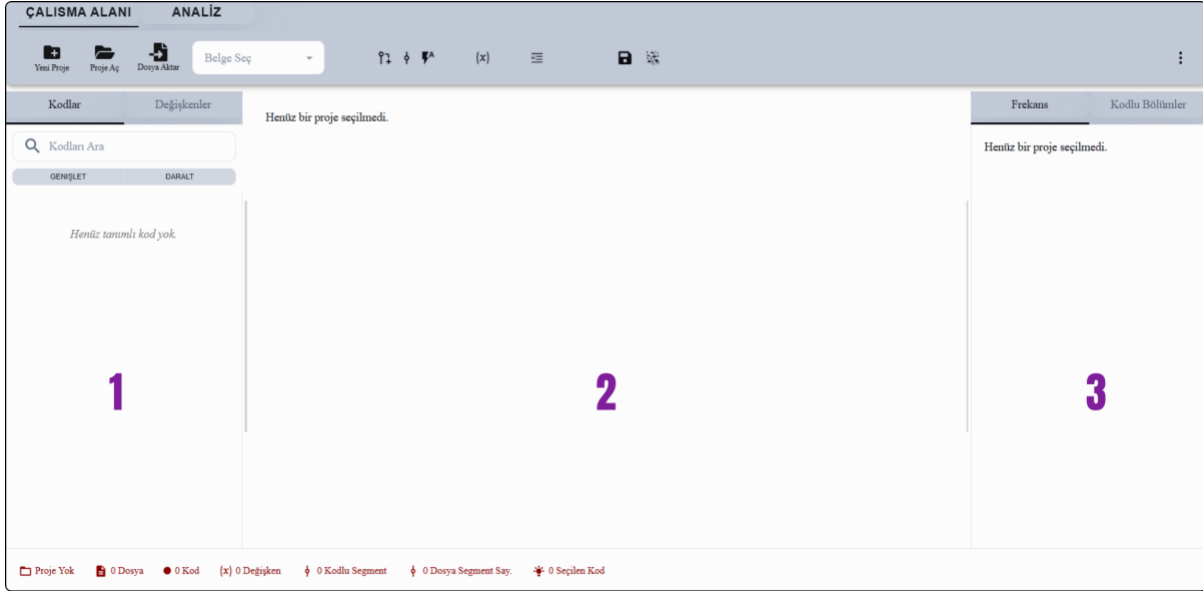 ÇALISMA ALANI ANALİZ
Yeni Proje Proje Aç Dosya Aktar Belge Seç (x)
Kodlar Değişkenler
Henüz bir proje seçilmedi.
Frekans Kodlu Bölümler
Kodları Ara
Henüz bir proje seçilmedi.
GENIŞLET DARALT
Henüz tanımlı kod yok.
1 2 3
Proje Yok 0 Dosya 0 Kod (x) 0 Değişken 0 Kodlu Segment 0 Dosya Segment Say. 0 Seçilen Kod